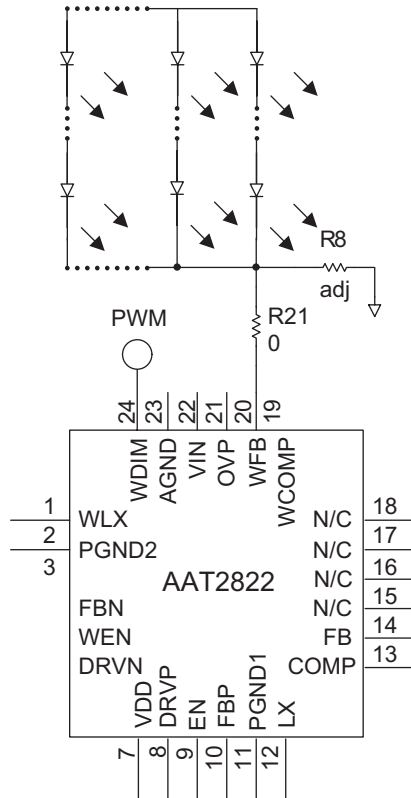 R8
adj
R21
0
PWM
24
23
22
21
20
19
WDIM
AGND
VIN
OVP
WFB
WCOMP
1
WLX
N/C
18
2
PGND2
N/C
17
3
AAT2822
N/C
16
FBN
N/C
15
WEN
FB
14
DRVN
COMP
13
VDD
DRVP
EN
FBP
PGND1
LX
7
8
9
10
11
12